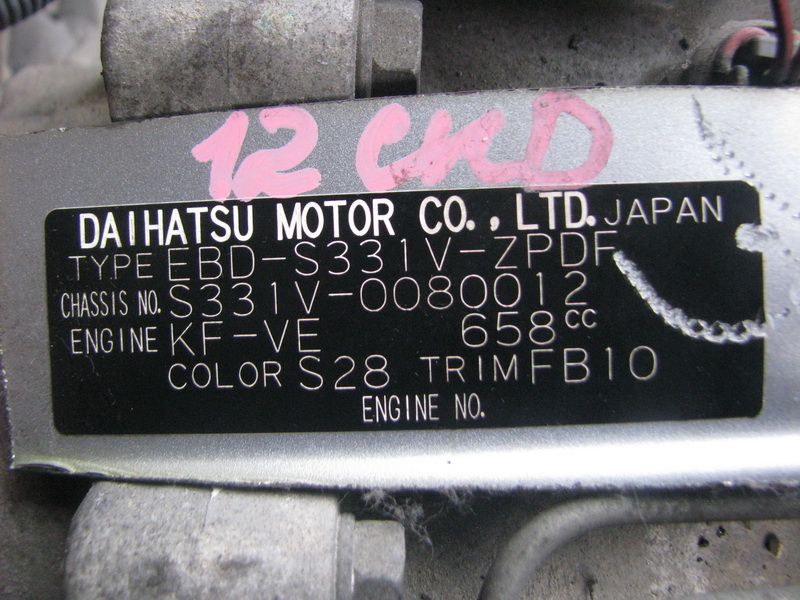 12 CKD
DAIHATSU MOTOR CO., LTD. JAPAN
TYPE EBD-S331V-ZPDF
CHASSIS NO. S331V-0080012
ENGINE KF-VE 658cc
COLOR S28 TRIM FB10
ENGINE NO.